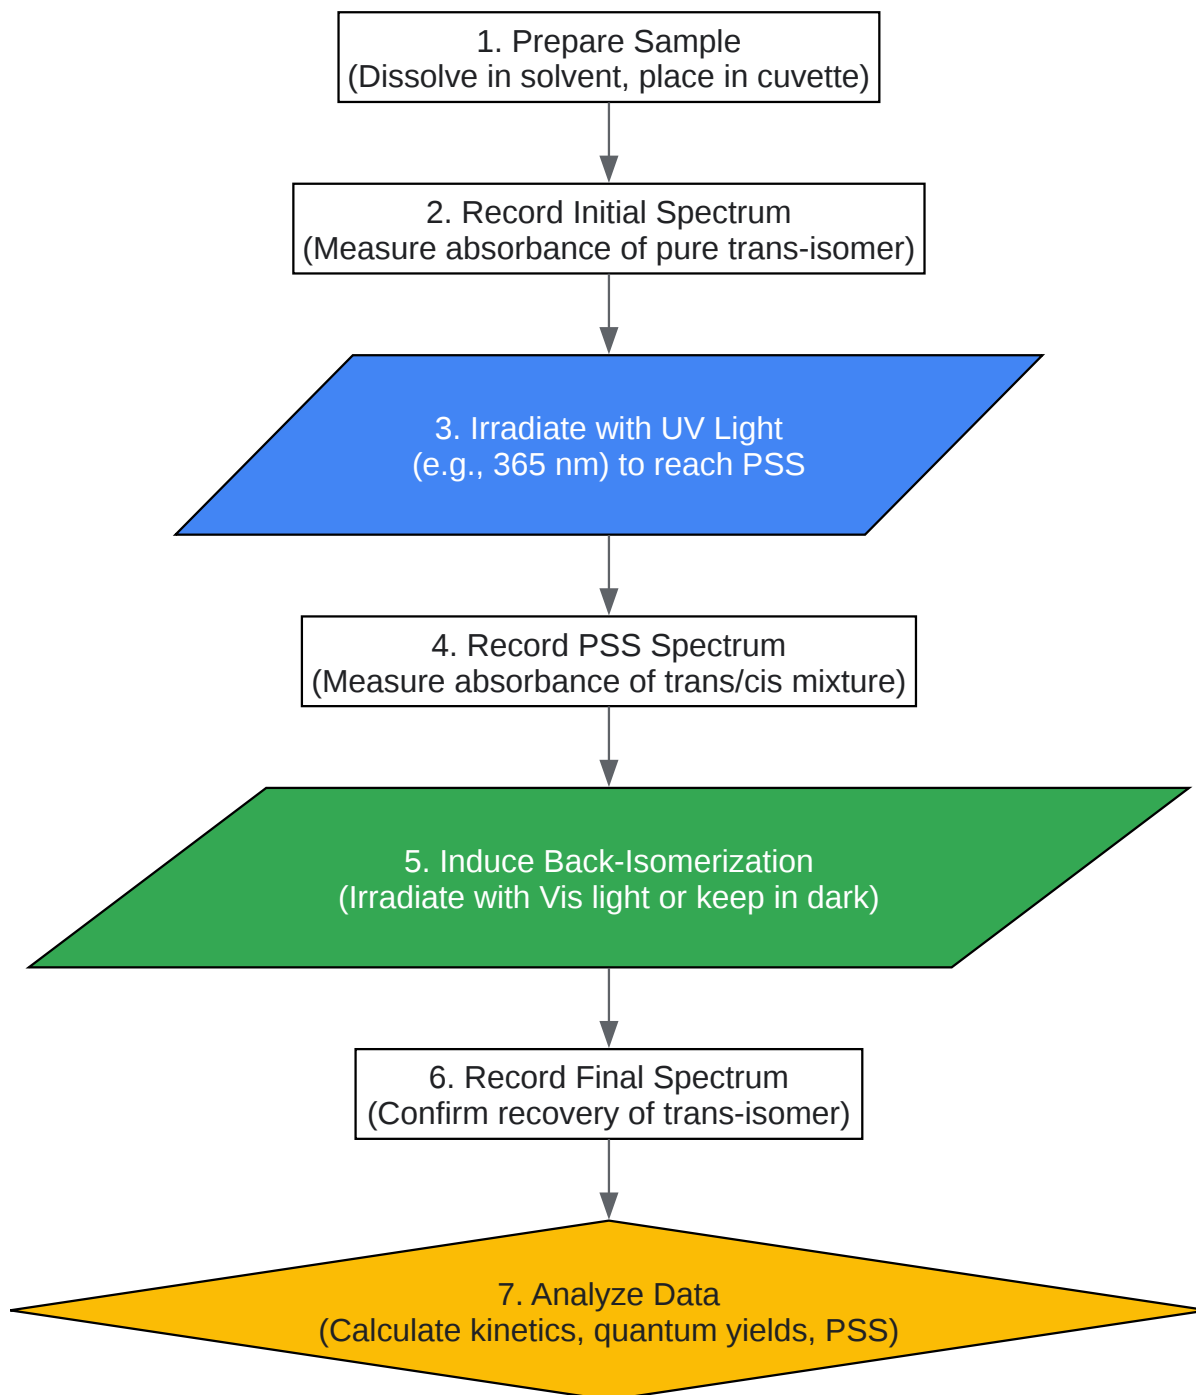 1. Prepare Sample
(Dissolve in solvent, place in cuvette)
2. Record Initial Spectrum
(Measure absorbance of pure trans-isomer)
3. Irradiate with UV Light
(e.g., 365 nm) to reach PSS
4. Record PSS Spectrum
(Measure absorbance of trans/cis mixture)
5. Induce Back-Isomerization
(Irradiate with Vis light or keep in dark)
6. Record Final Spectrum
(Confirm recovery of trans-isomer)
7. Analyze Data
(Calculate kinetics, quantum yields, PSS)